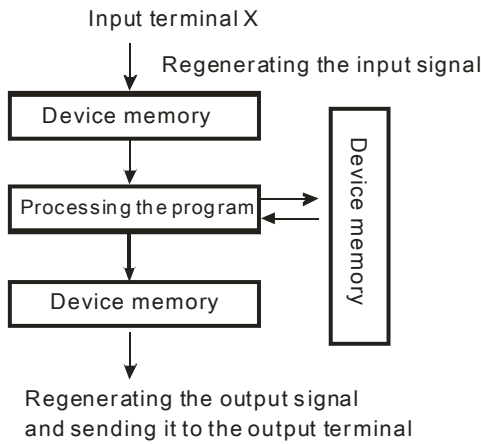 Input terminal X
Regenerating the input signal
Device memory
Device memory
Processing the program
Device memory
Regenerating the output signal
and sending it to the output terminal